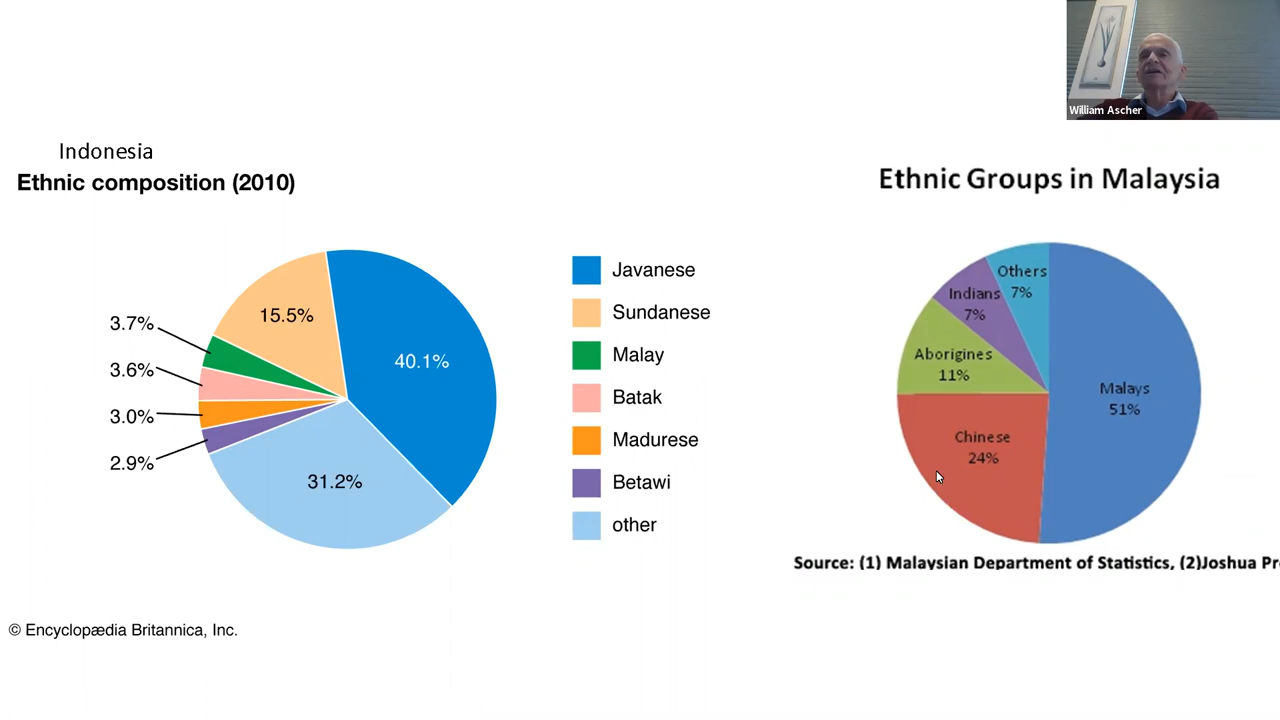 William Ascher
Indonesia
Ethnic composition (2010)
3.7%
3.6%
3.0%
2.9%
15.5%
40.1%
31.2%
Javanese
Sundanese
Malay
Batak
Madurese
Betawi
other
© Encyclopædia Britannica, Inc.
Ethnic Groups in Malaysia
Others
7%
Indians
7%
Aborigines
11%
Malays
51%
Chinese
24%
Source: (1) Malaysian Department of Statistics, (2)Joshua Pr